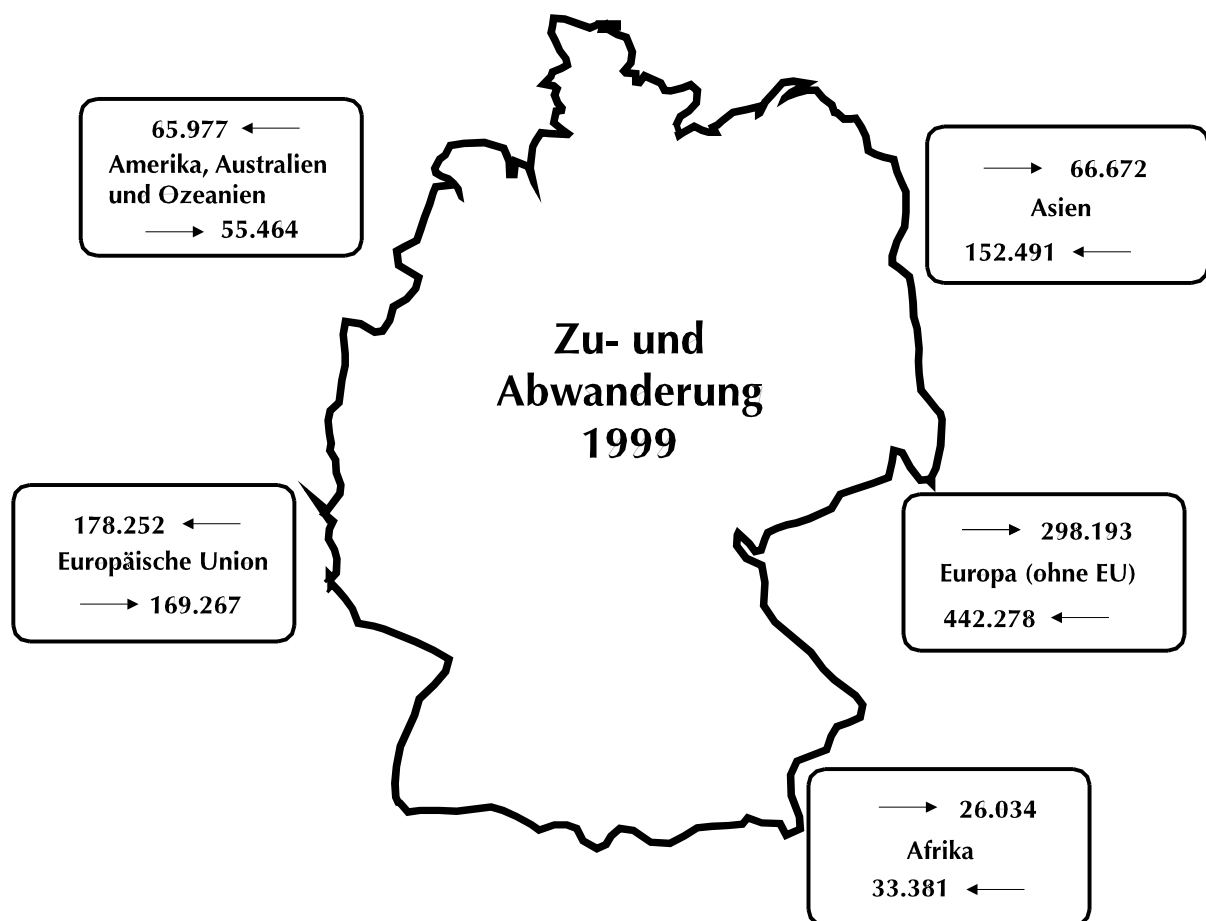 65.977
Amerika, Australien
und Ozeanien
55.464
66.672
Asien
152.491
Zu- und
Abwanderung
1999
178.252
Europäische Union
169.267
298.193
Europa (ohne EU)
442.278
26.034
Afrika
33.381